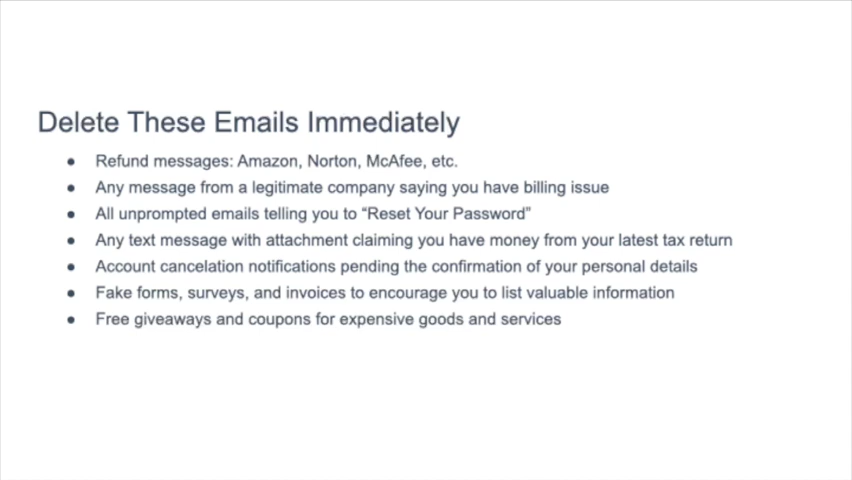 Delete These Emails Immediately
● Refund messages: Amazon, Norton, McAfee, etc.
● Any message from a legitimate company saying you have billing issue
● All unprompted emails telling you to “Reset Your Password”
● Any text message with attachment claiming you have money from your latest tax return
● Account cancelation notifications pending the confirmation of your personal details
● Fake forms, surveys, and invoices to encourage you to list valuable information
● Free giveaways and coupons for expensive goods and services